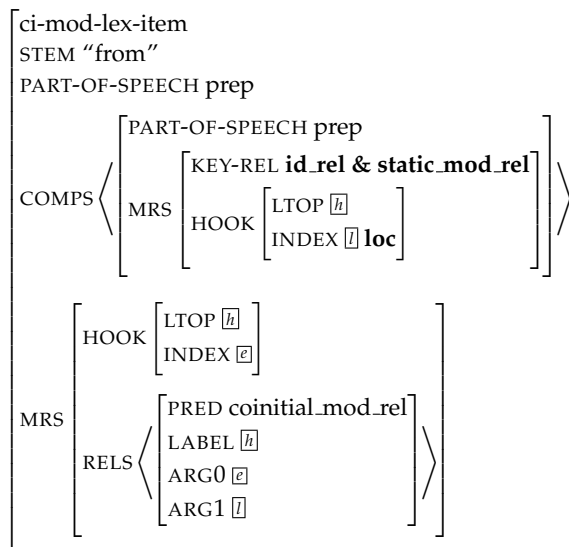 ci-mod-lex-item
STEM “from”
PART-OF-SPEECH prep
COMPS
PART-OF-SPEECH prep
MRS
KEY-REL id_rel & static_mod_rel
HOOK
LTOP h
INDEX l loc
MRS
HOOK
LTOP h
INDEX e
RELS
PRED coinitial_mod_rel
LABEL h
ARG0 e
ARG1 l